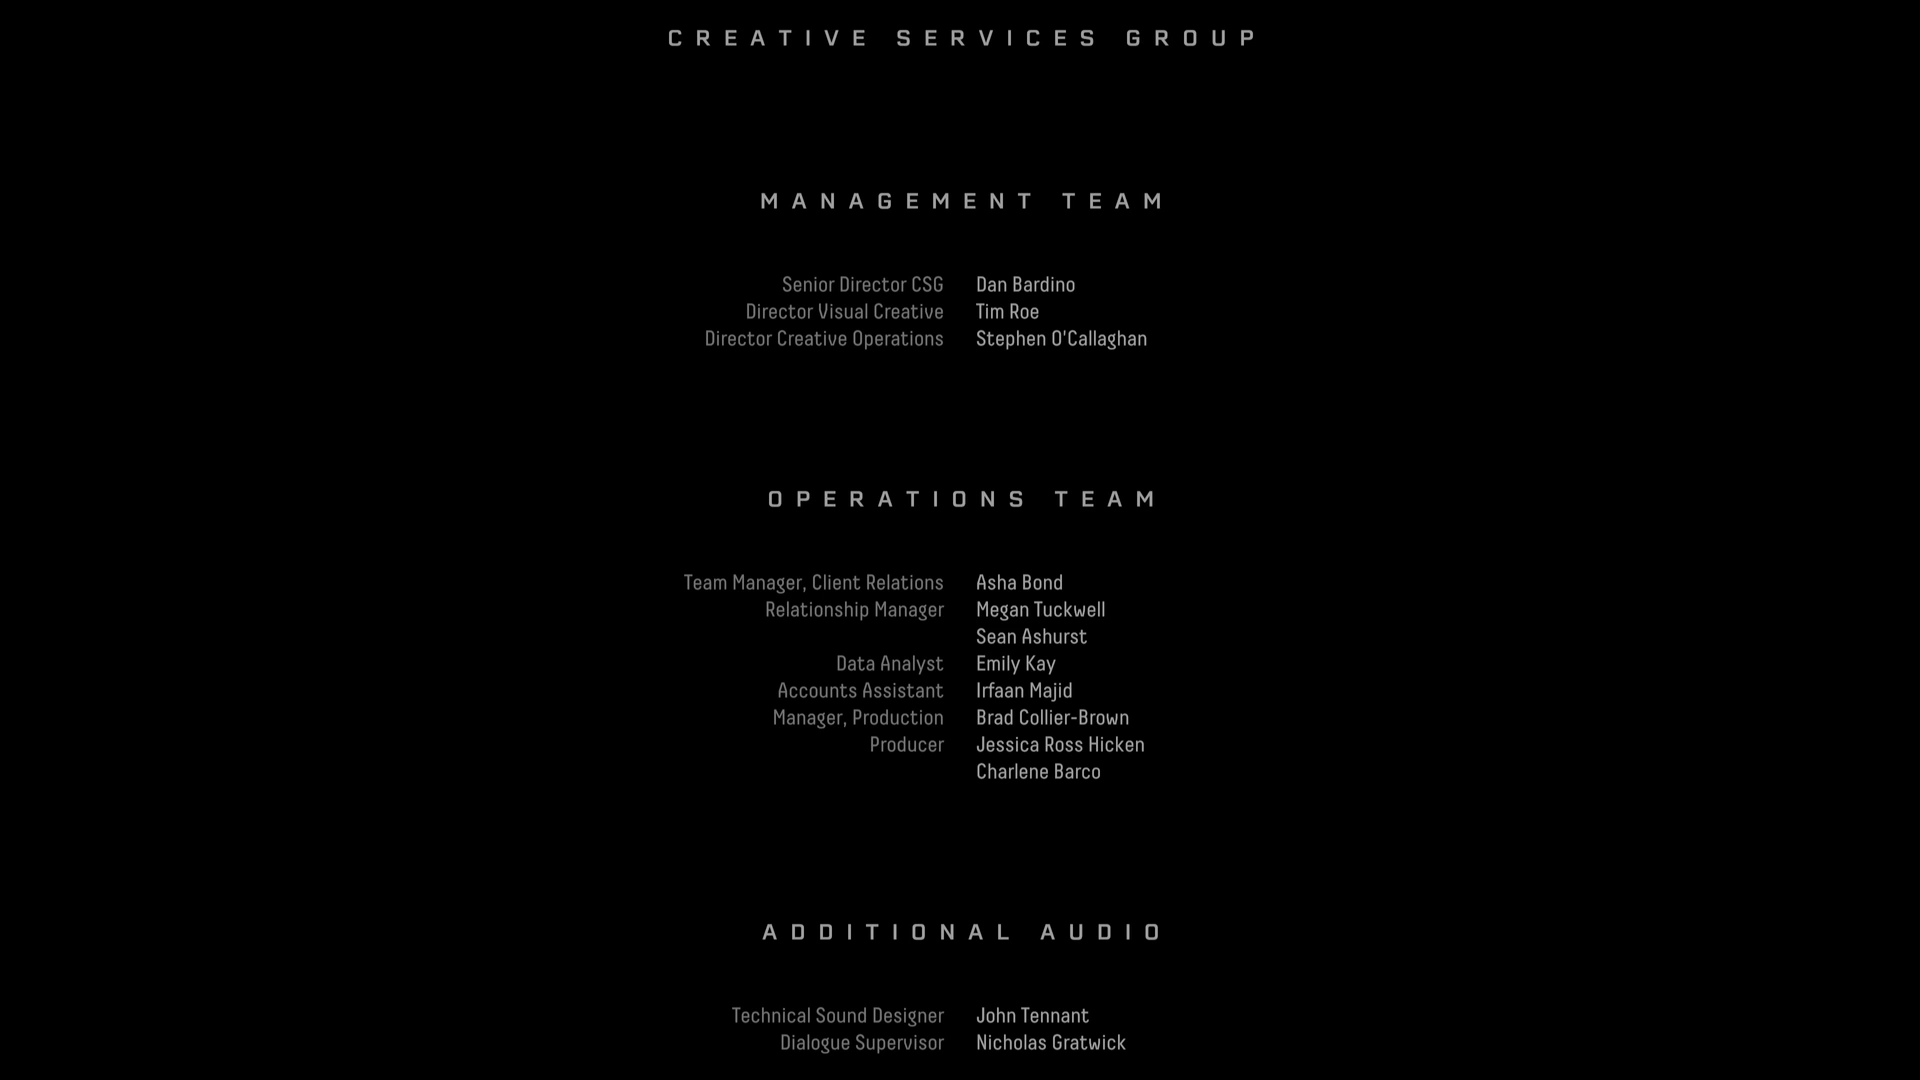 CREATIVE SERVICES GROUP
MANAGEMENT TEAM
Senior Director CSG Dan Bardino
Director Visual Creative Tim Roe
Director Creative Operations Stephen O'Callaghan
OPERATIONS TEAM
Team Manager, Client Relations Asha Bond
Relationship Manager Megan Tuckwell
Sean Ashurst
Data Analyst Emily Kay
Accounts Assistant Irfaan Majid
Manager, Production Brad Collier-Brown
Producer Jessica Ross Hicken
Charlene Barco
ADDITIONAL AUDIO
Technical Sound Designer John Tennant
Dialogue Supervisor Nicholas Gratwick